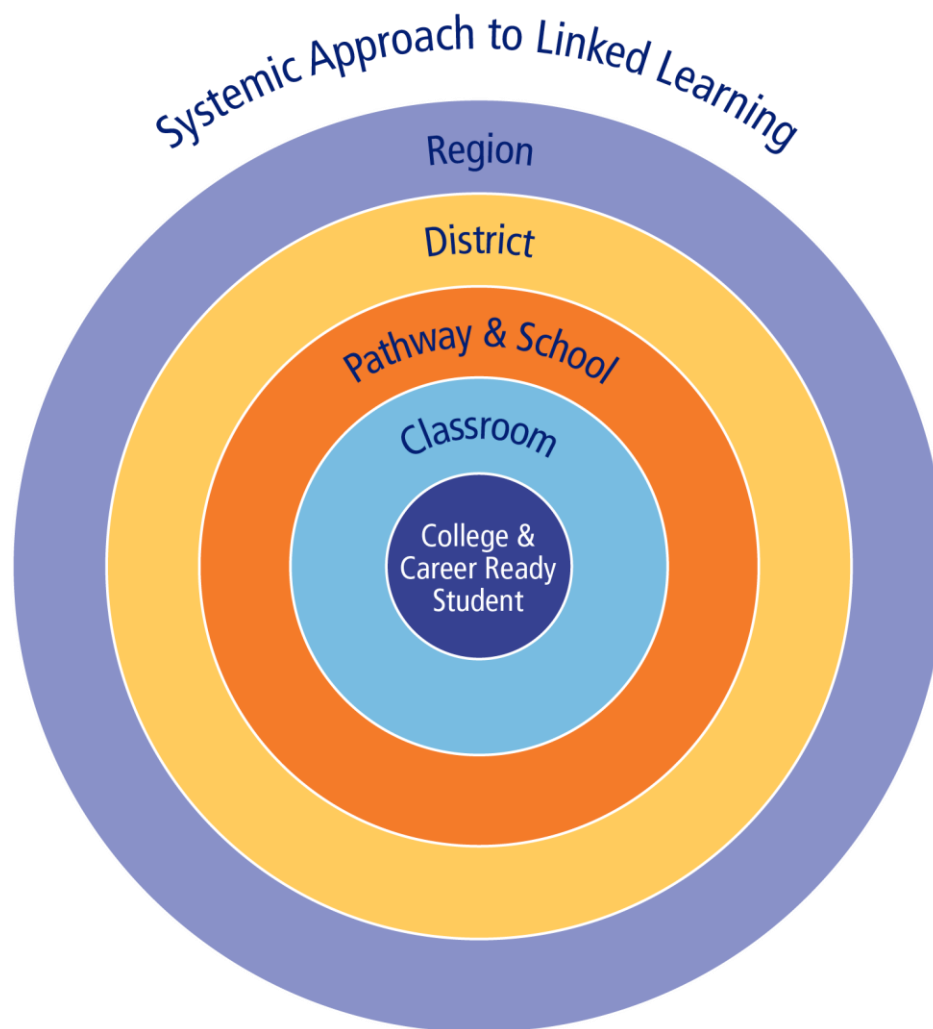 Systemic Approach to Linked Learning
Region
District
Pathway & School
Classroom
College &
Career Ready
Student